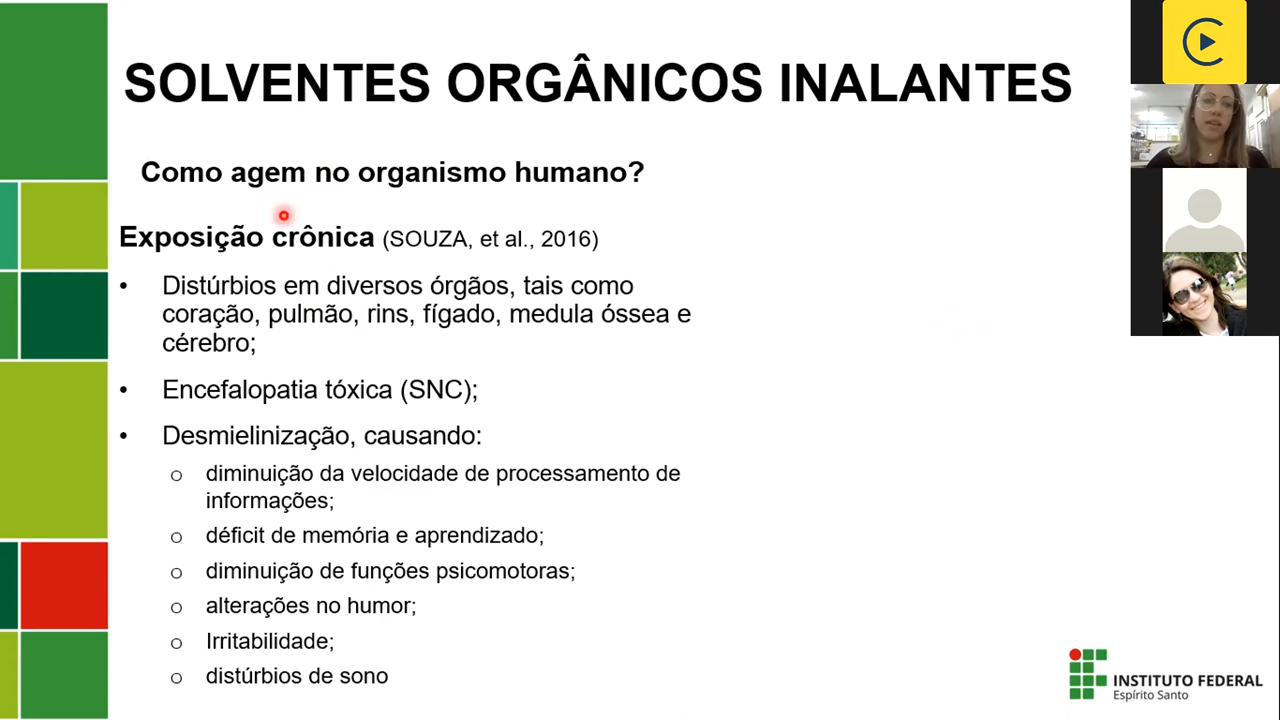 SOLVENTES ORGÂNICOS INALANTES
Como agem no organismo humano?
Exposição crônica (SOUZA, et al., 2016)
• Distúrbios em diversos órgãos, tais como
coração, pulmão, rins, fígado, medula óssea e
cérebro;
• Encefalopatia tóxica (SNC);
• Desmielinização, causando:
o diminuição da velocidade de processamento de
informações;
o déficit de memória e aprendizado;
o diminuição de funções psicomotoras;
o alterações no humor;
o Irritabilidade;
o distúrbios de sono
INSTITUTO FEDERAL
Espírito Santo